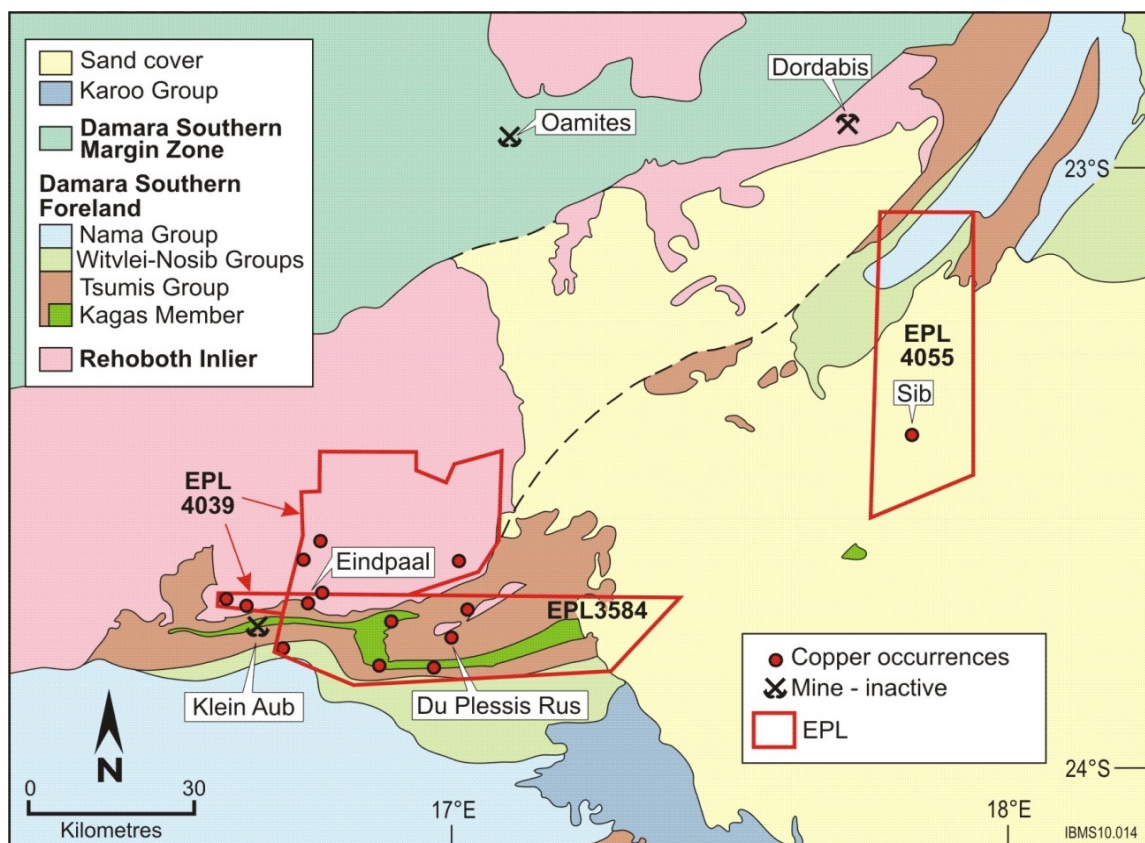 Sand cover
Karoo Group
Damara Southern
Margin Zone
Damara Southern
Foreland
Nama Group
Witvlei-Nosib Groups
Tsumis Group
Kagas Member
Rehoboth Inlier
Oamites
Dordabis
23°S
EPL
4055
Sib
EPL
4039
Eindpaal
EPL3584
Klein Aub
Du Plessis Rus
Copper occurrences
Mine - inactive
EPL
N
0 30
Kilometres
17°E
18°E
24°S
IBMS10.014